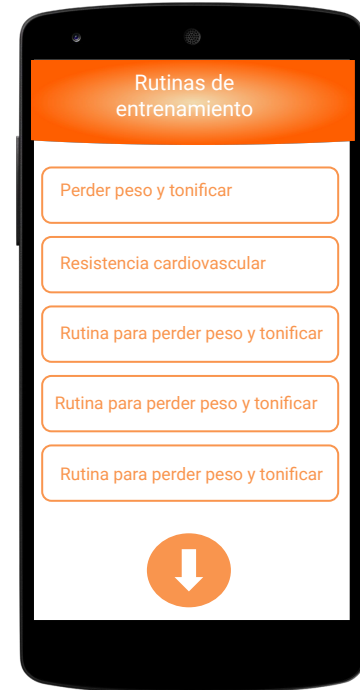 Rutinas de
entrenamiento
Perder peso y tonificar
Resistencia cardiovascular
Rutina para perder peso y tonificar
Rutina para perder peso y tonificar
Rutina para perder peso y tonificar